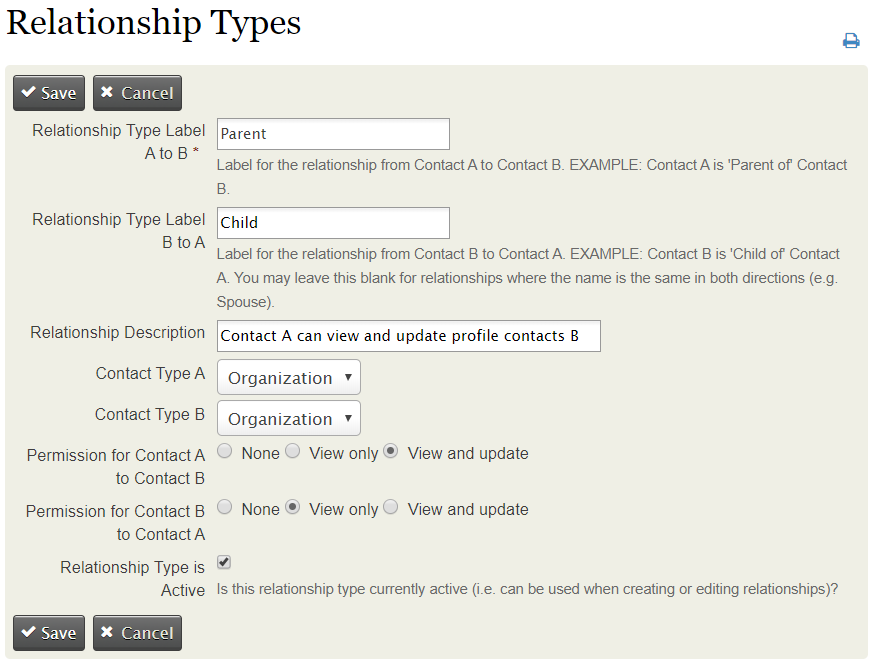 Relationship Types
Save Cancel
Relationship Type Label
A to B *
Parent
Label for the relationship from Contact A to Contact B. EXAMPLE: Contact A is 'Parent of' Contact
B.
Relationship Type Label
B to A
Child
Label for the relationship from Contact B to Contact A. EXAMPLE: Contact B is 'Child of' Contact
A. You may leave this blank for relationships where the name is the same in both directions (e.g.
Spouse).
Relationship Description
Contact A can view and update profile contacts B
Contact Type A
Organization
Contact Type B
Organization
Permission for Contact A
to Contact B
None View only View and update
Permission for Contact B
to Contact A
None View only View and update
Relationship Type is
Active
Is this relationship type currently active (i.e. can be used when creating or editing relationships)?
Save Cancel